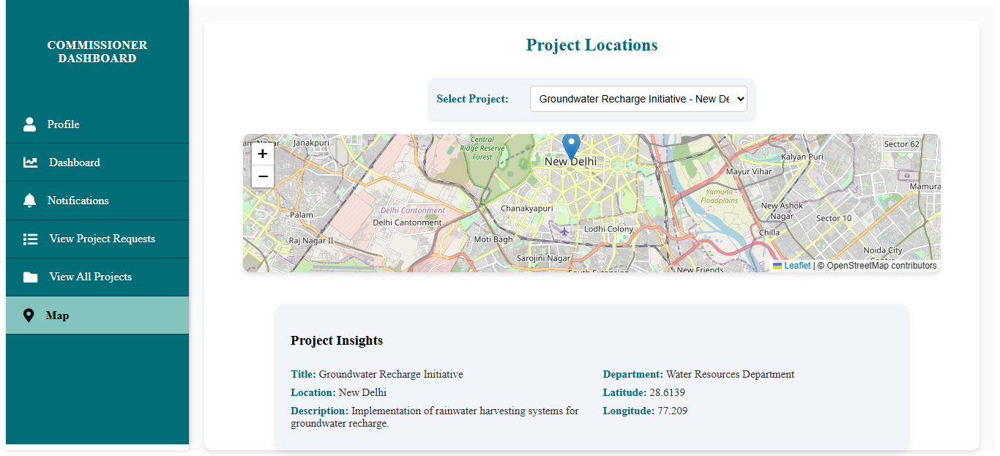 COMMISSIONER
DASHBOARD
Profile
Dashboard
Notifications
View Project Requests
View All Projects
Map
Project Locations
Select Project: Groundwater Recharge Initiative - New De
+
−
Janakpuri
Central
Ridge Reserve
Forest
New Delhi
Sector 62
Kalyan Puri
Mayur Vihar
Mamura
Yamuna
Floodplains
Chanakyapuri
New Ashok
Nagar
Palam
Delhi Cantonment
Delhi Cantonment
Sector 10
Lodhi Colony
Chilla
Raj Nagar II
Moti Bagh
Noida City
Sarojini Nagar
South Extension
New Friends
Leaflet | © OpenStreetMap contributors
Project Insights
Title: Groundwater Recharge Initiative
Location: New Delhi
Description: Implementation of rainwater harvesting systems for
groundwater recharge.
Department: Water Resources Department
Latitude: 28.6139
Longitude: 77.209